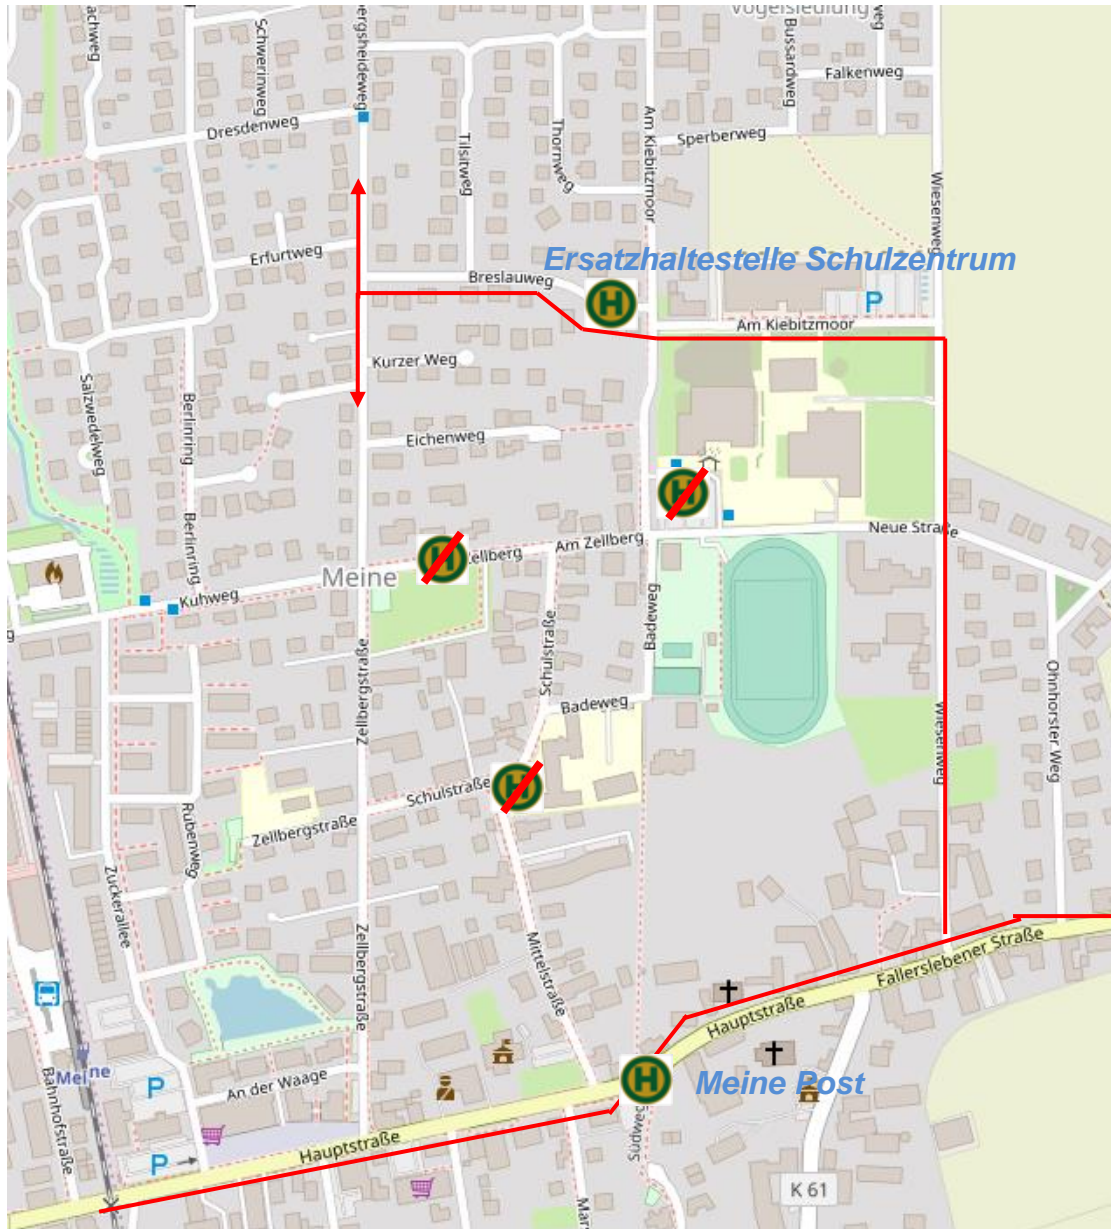 Vogelsiedlung
Schwerinweg
bergsheideweg
Bussardweg
Falkenweg
Dresdenweg
Am Kiebitzmoor
Sperberweg
Tilsitweg
Thornweg
Wiesenweg
Erfurtweg
Ersatzhaltestelle Schulzentrum
Breslauweg
H
P
Am Kiebitzmoor
Kurzer Weg
Salzwedelweg
Berlinring
Eichenweg
H
Neue Straße
Berlinring
Am Zellberg
H
Zellberg
Meine
Kuhweg
Badeweg
Schulstraße
Zellbergstraße
Ohnhorster Weg
Badeweg
Wiesenweg
H
Schulstraße
Zellbergstraße
Rubenweg
Zuckerallee
Zellbergstraße
Mittelstraße
Fallerslebener Straße
Hauptstraße
Meine
Bahnhofstraße
P
An der Waage
H
Meine Post
Hauptstraße
P
Südweg
K 61